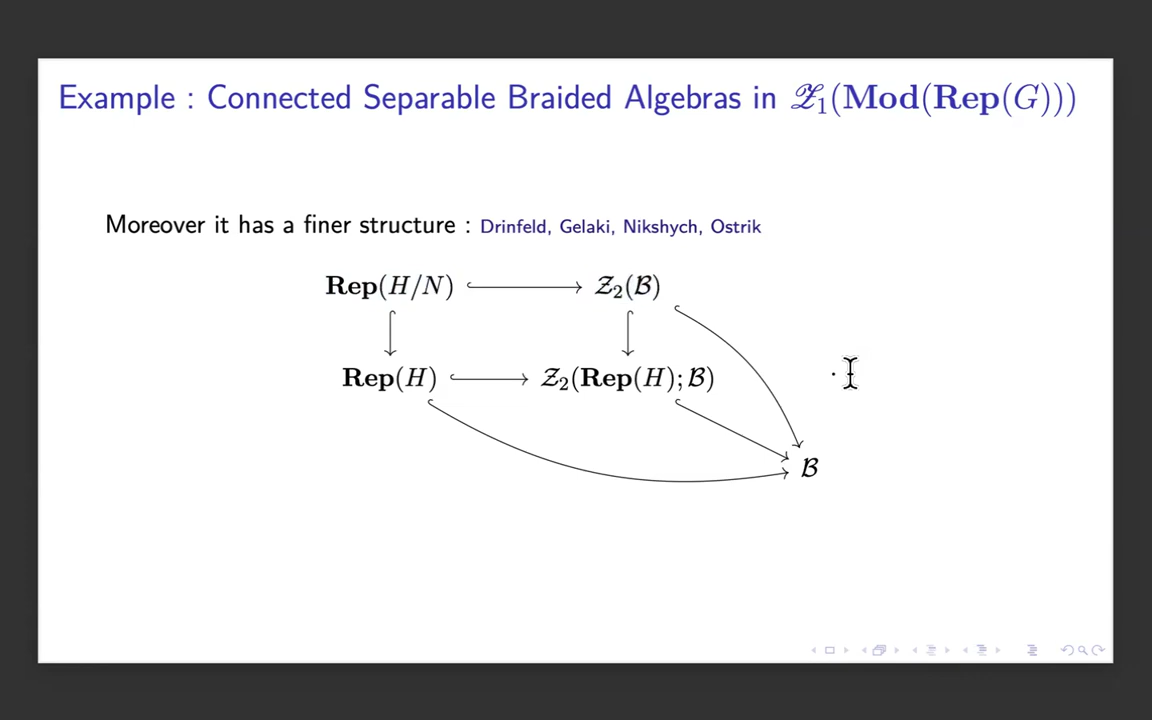 Example : Connected Separable Braided Algebras in 𝒵₁(Mod(Rep(G)))
Moreover it has a finer structure : Drinfeld, Gelaki, Nikshych, Ostrik
Rep(H/N) 𝒵₂(ℬ)
Rep(H) 𝒵₂(Rep(H); ℬ) .
ℬ